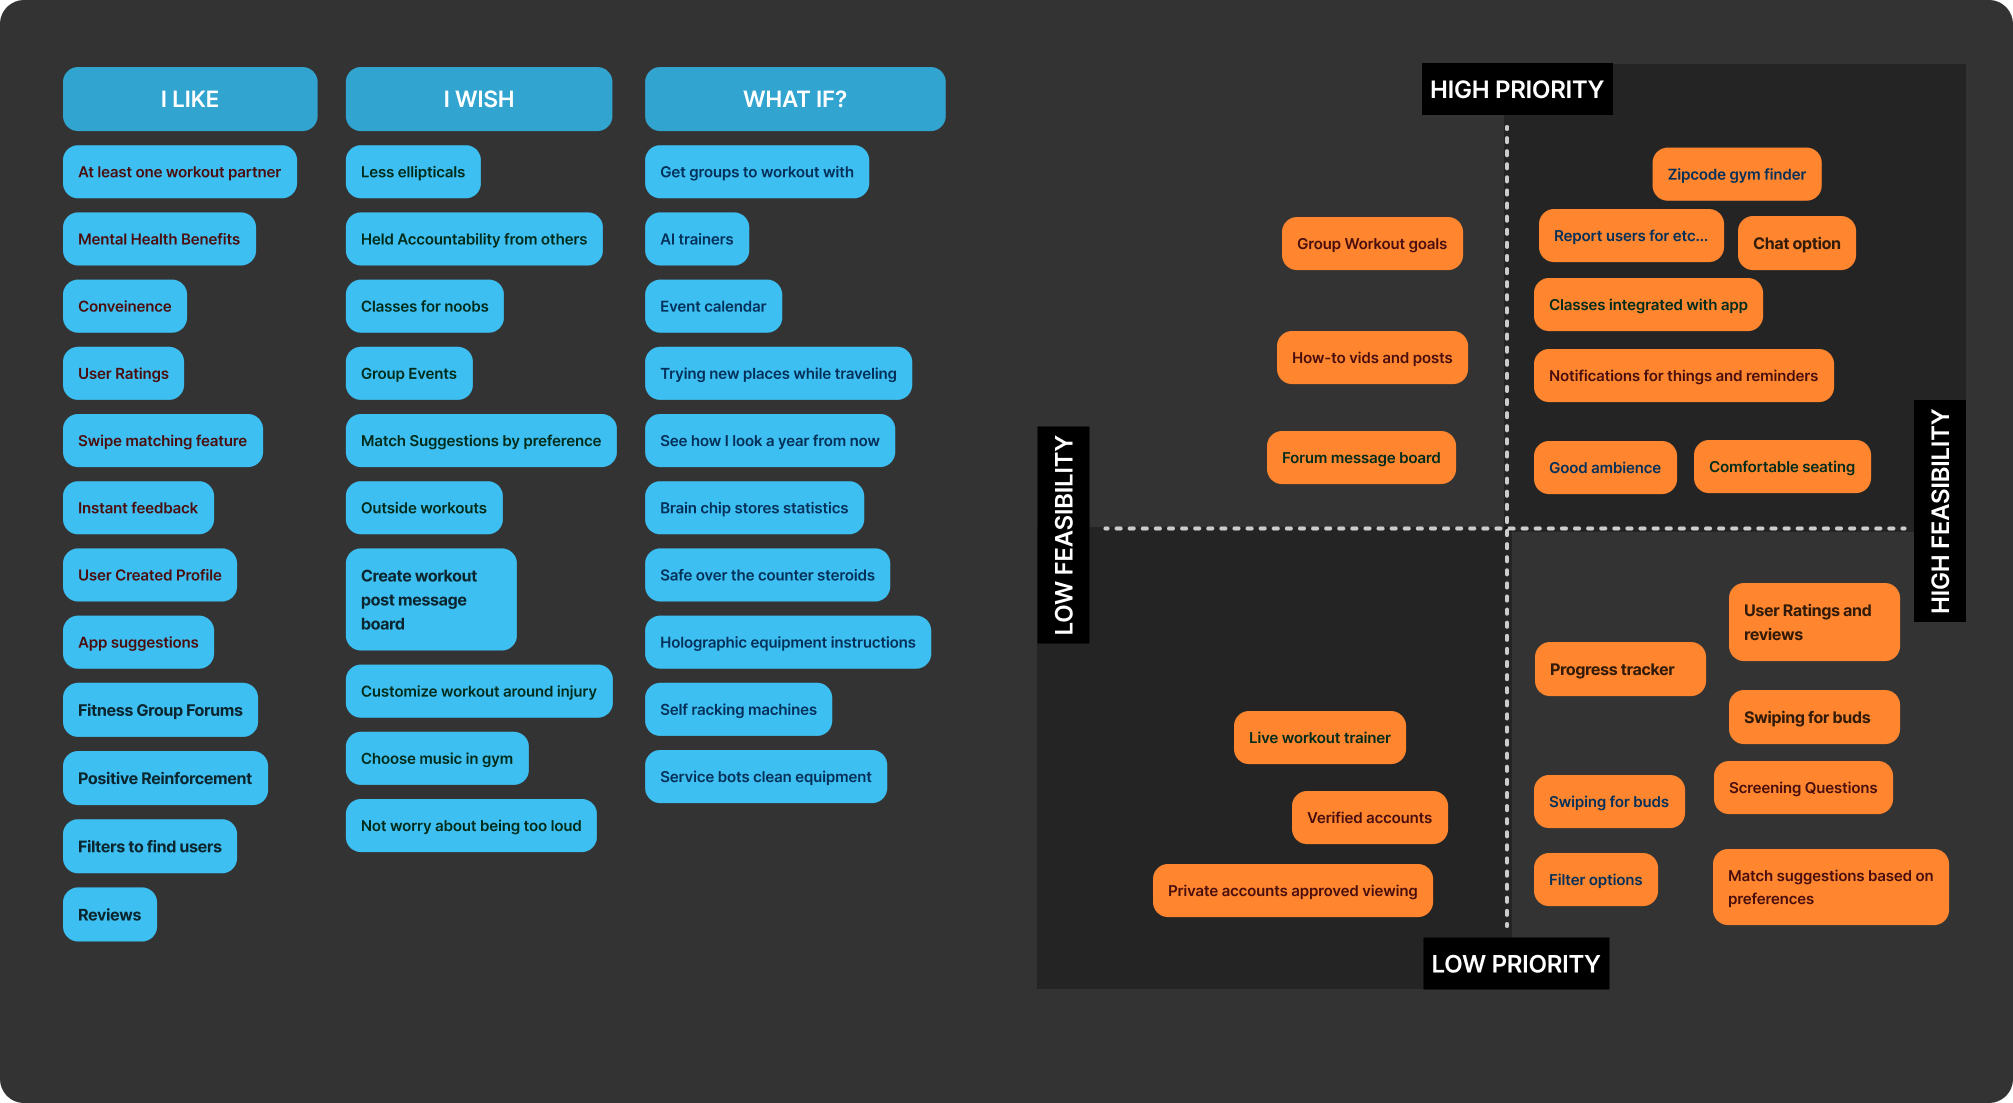 I LIKE
At least one workout partner
Mental Health Benefits
Conveinence
User Ratings
Swipe matching feature
Instant feedback
User Created Profile
App suggestions
Fitness Group Forums
Positive Reinforcement
Filters to find users
Reviews
I WISH
Less ellipticals
Held Accountability from others
Classes for noobs
Group Events
Match Suggestions by preference
Outside workouts
Create workout
post message
board
Customize workout around injury
Choose music in gym
Not worry about being too loud
WHAT IF?
Get groups to workout with
AI trainers
Event calendar
Trying new places while traveling
See how I look a year from now
Brain chip stores statistics
Safe over the counter steroids
Holographic equipment instructions
Self racking machines
Service bots clean equipment
HIGH PRIORITY
LOW FEASIBILITY
HIGH FEASIBILITY
LOW PRIORITY
Group Workout goals
How-to vids and posts
Forum message board
Zipcode gym finder
Report users for etc...
Chat option
Classes integrated with app
Notifications for things and reminders
Good ambience
Comfortable seating
Live workout trainer
Verified accounts
Private accounts approved viewing
User Ratings and
reviews
Progress tracker
Swiping for buds
Screening Questions
Swiping for buds
Filter options
Match suggestions based on
preferences